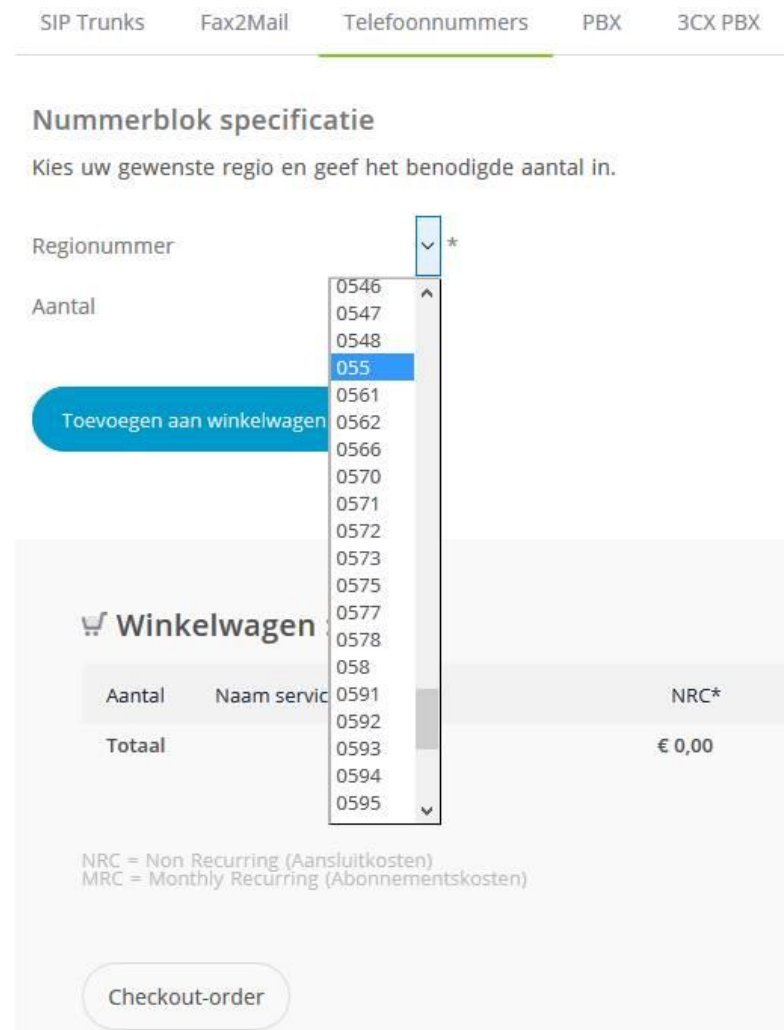 SIP Trunks Fax2Mail Telefoonnummers PBX 3CX PBX
Nummerblok specificatie
Kies uw gewenste regio en geef het benodigde aantal in.
Regionummer *
Aantal
0546
0547
0548
055
0561
Toevoegen aan winkelwagen
0562
0566
0570
0571
0572
0573
0575
0577
Winkelwagen
0578
058
Aantal Naam servic NRC*
0591
0592
Totaal € 0,00
0593
0594
0595
NRC = Non Recurring (Aansluitkosten)
MRC = Monthly Recurring (Abonnementskosten)
Checkout-order